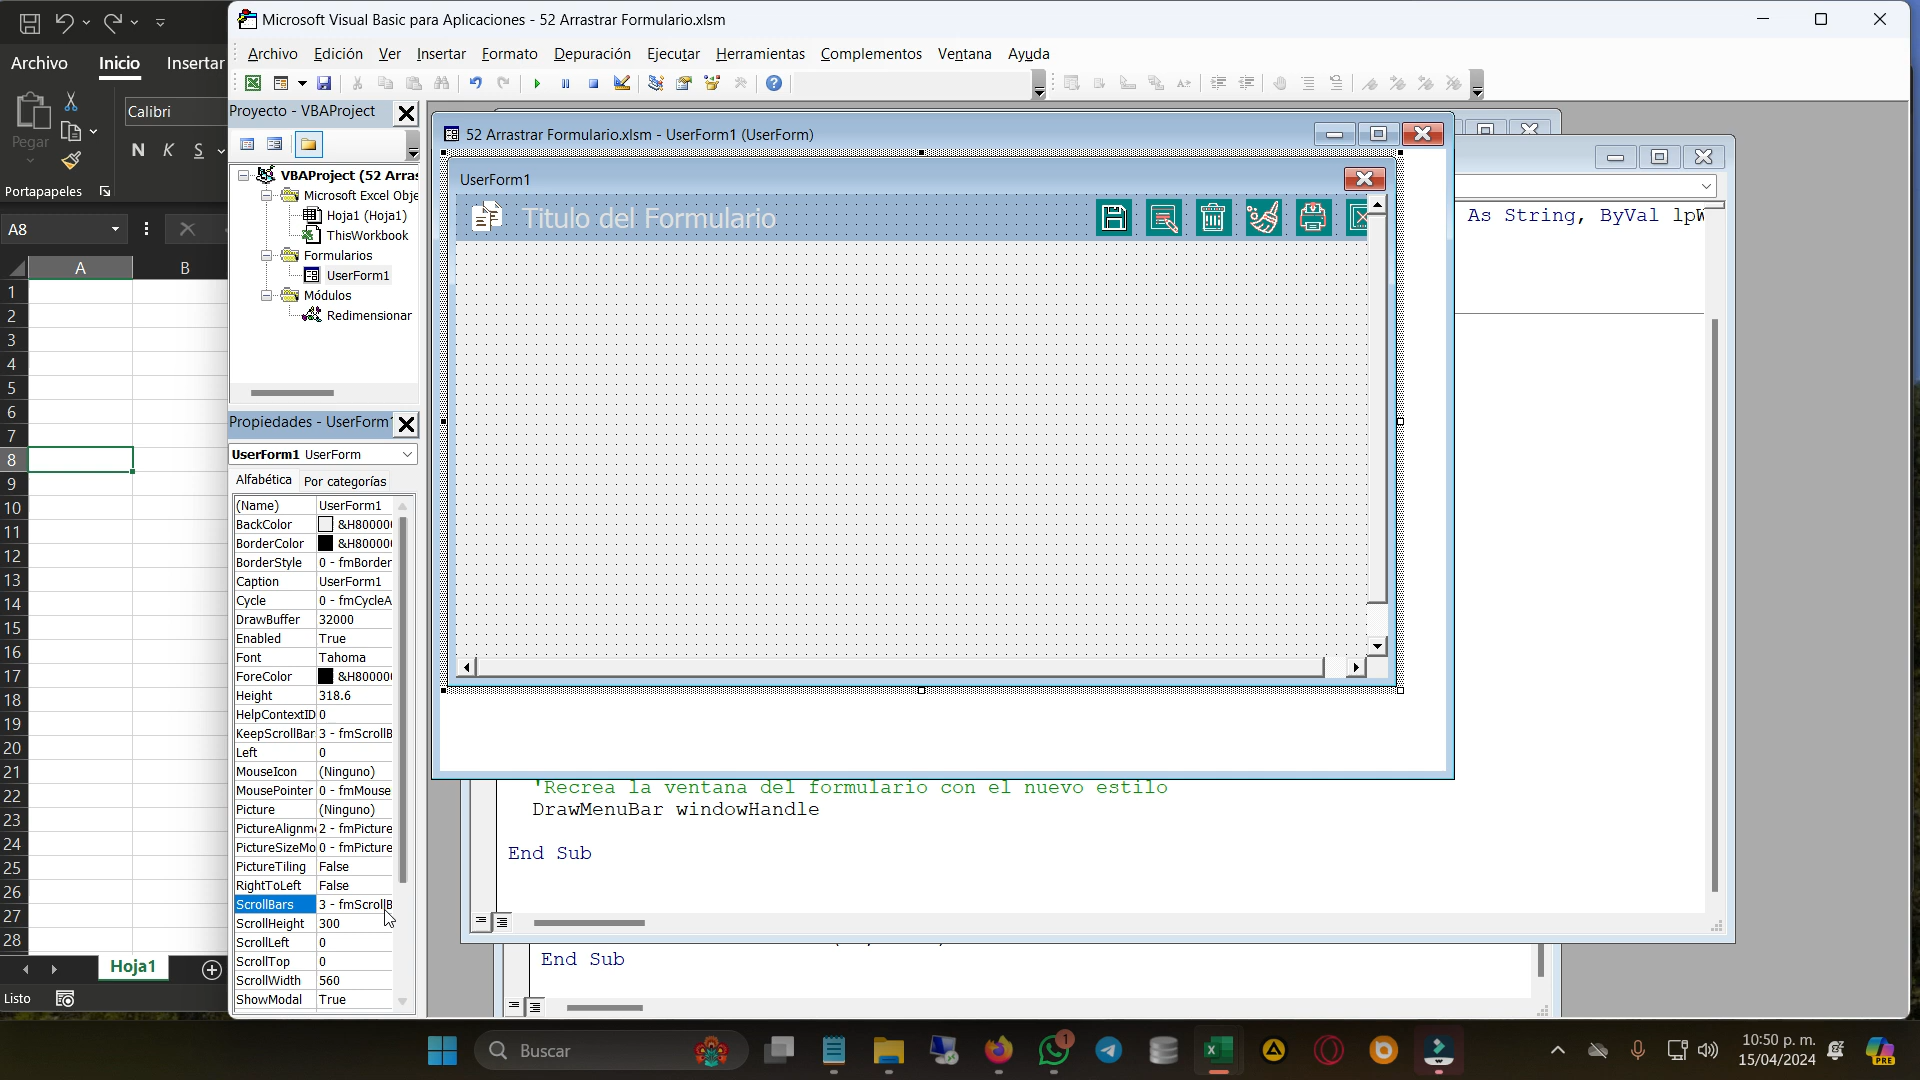 Microsoft Visual Basic para Aplicaciones - 52 Arrastrar Formulario.xlsm
Archivo Edición Ver Insertar Formato Depuración Ejecutar Herramientas Complementos Ventana Ayuda
Archivo Inicio Insertar
Calibri
Pegar
N K S
Portapapeles
A8
A B
1
2
3
4
5
6
7
8
9
10
11
12
13
14
15
16
17
18
19
20
21
22
23
24
25
26
27
28
Hoja1
Listo
Proyecto - VBAProject
VBAProject (52 Arras
Microsoft Excel Obje
Hoja1 (Hoja1)
ThisWorkbook
Formularios
UserForm1
Módulos
Redimensionar
Propiedades - UserForm1
UserForm1 UserForm
Alfabética Por categorías
(Name) UserForm1
BackColor &H80000
BorderColor &H80000
BorderStyle 0 - fmBorder
Caption UserForm1
Cycle 0 - fmCycleA
DrawBuffer 32000
Enabled True
Font Tahoma
ForeColor &H80000
Height 318.6
HelpContextID 0
KeepScrollBar 3 - fmScrollB
Left 0
MouseIcon (Ninguno)
MousePointer 0 - fmMouse
Picture (Ninguno)
PictureAlignm 2 - fmPicture
PictureSizeMo 0 - fmPicture
PictureTiling False
RightToLeft False
ScrollBars 3 - fmScrollB
ScrollHeight 300
ScrollLeft 0
ScrollTop 0
ScrollWidth 560
ShowModal True
52 Arrastrar Formulario.xlsm - UserForm1 (UserForm)
UserForm1
Titulo del Formulario
As String, ByVal lpW
'Recrea la ventana del formulario con el nuevo estilo
DrawMenuBar windowHandle
End Sub
End Sub
Buscar
1
10:50 p. m.
15/04/2024
PRE